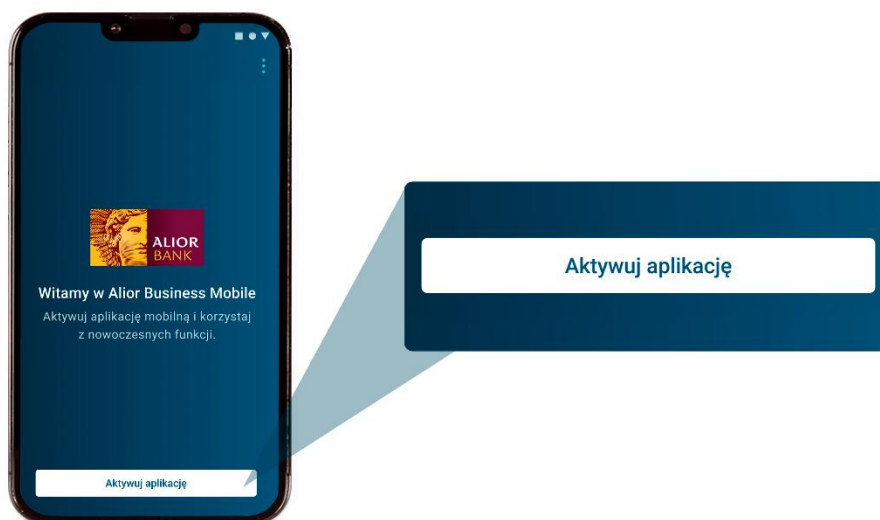 ALIOR
BANK
Witamy w Alior Business Mobile
Aktywuj aplikację mobilną i korzystaj
z nowoczesnych funkcji.
Aktywuj aplikację
Aktywuj aplikację